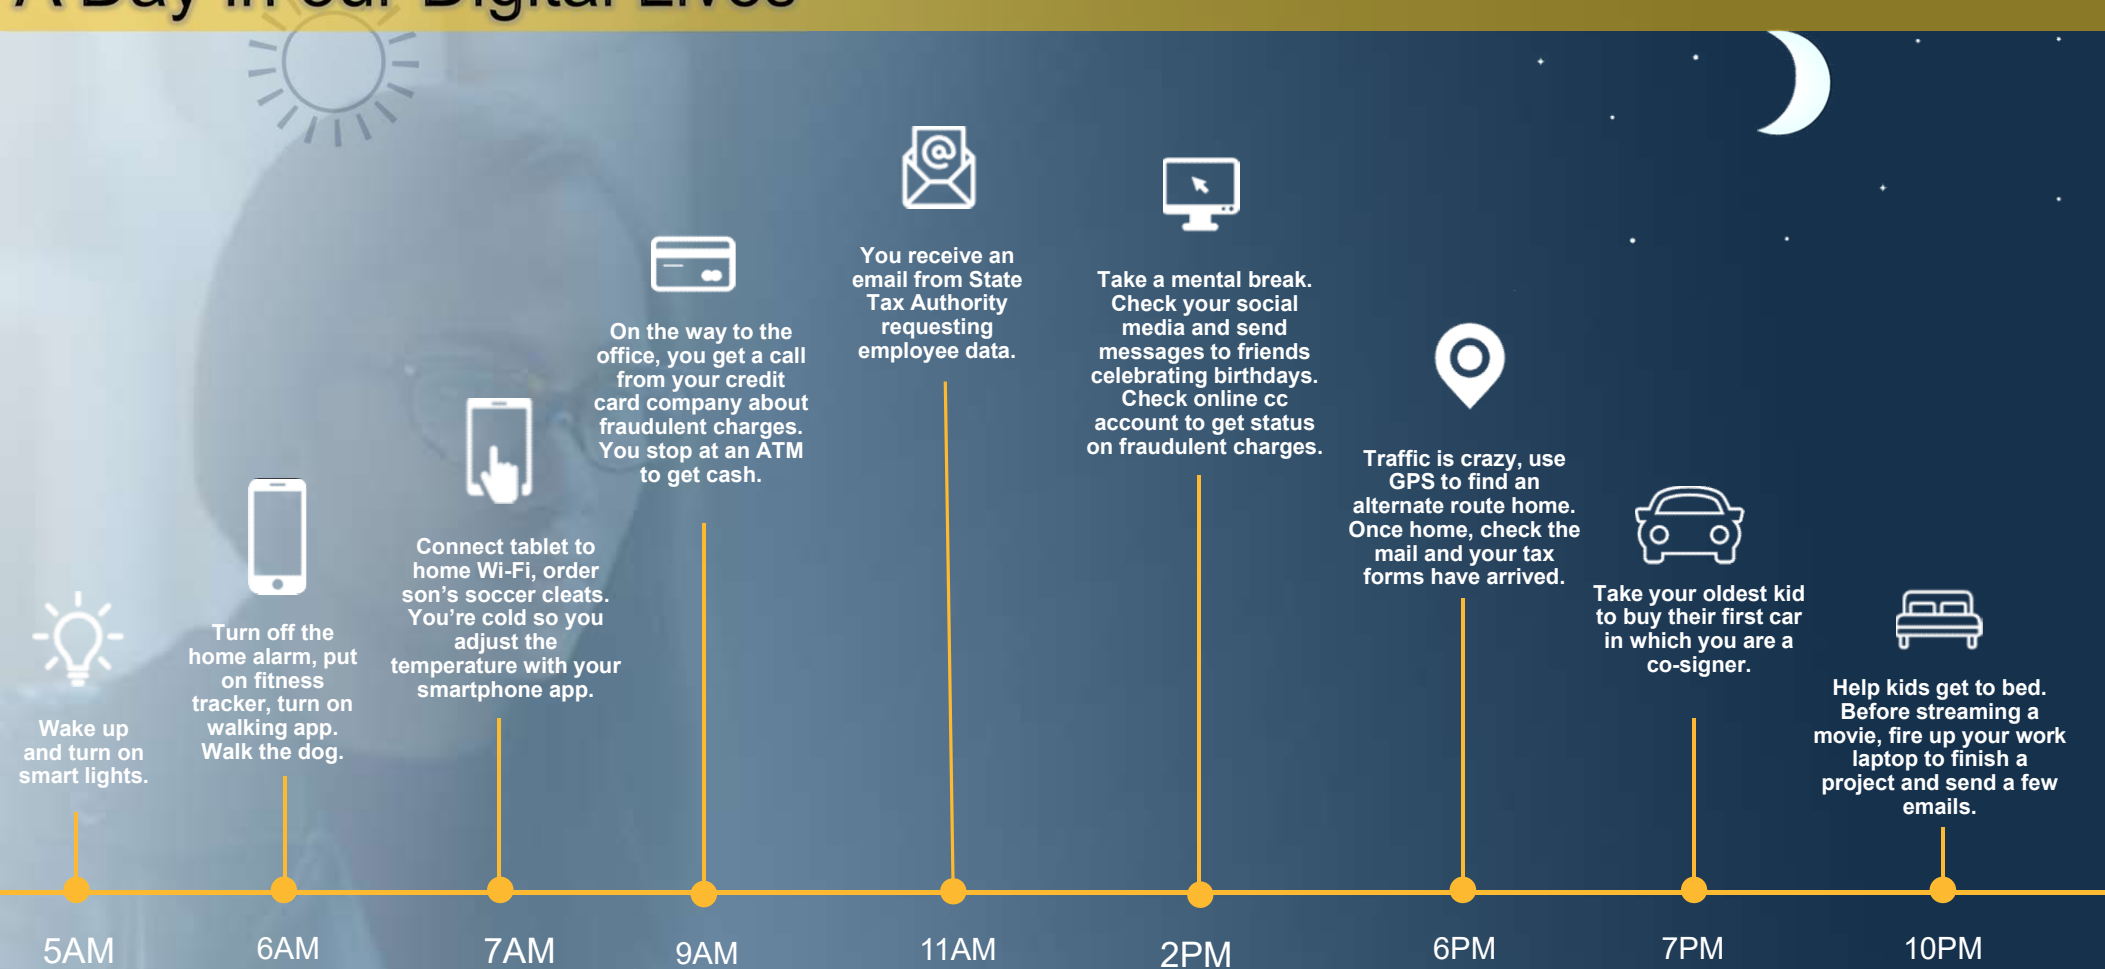 A Day in our Digital Lives
Wake up
and turn on
smart lights.
5AM
Turn off the
home alarm, put
on fitness
tracker, turn on
walking app.
Walk the dog.
6AM
Connect tablet to
home Wi-Fi, order
son’s soccer cleats.
You’re cold so you
adjust the
temperature with your
smartphone app.
7AM
On the way to the
office, you get a call
from your credit
card company about
fraudulent charges.
You stop at an ATM
to get cash.
9AM
You receive an
email from State
Tax Authority
requesting
employee data.
11AM
Take a mental break.
Check your social
media and send
messages to friends
celebrating birthdays.
Check online cc
account to get status
on fraudulent charges.
2PM
Traffic is crazy, use
GPS to find an
alternate route home.
Once home, check the
mail and your tax
forms have arrived.
6PM
Take your oldest kid
to buy their first car
in which you are a
co-signer.
7PM
Help kids get to bed.
Before streaming a
movie, fire up your work
laptop to finish a
project and send a few
emails.
10PM